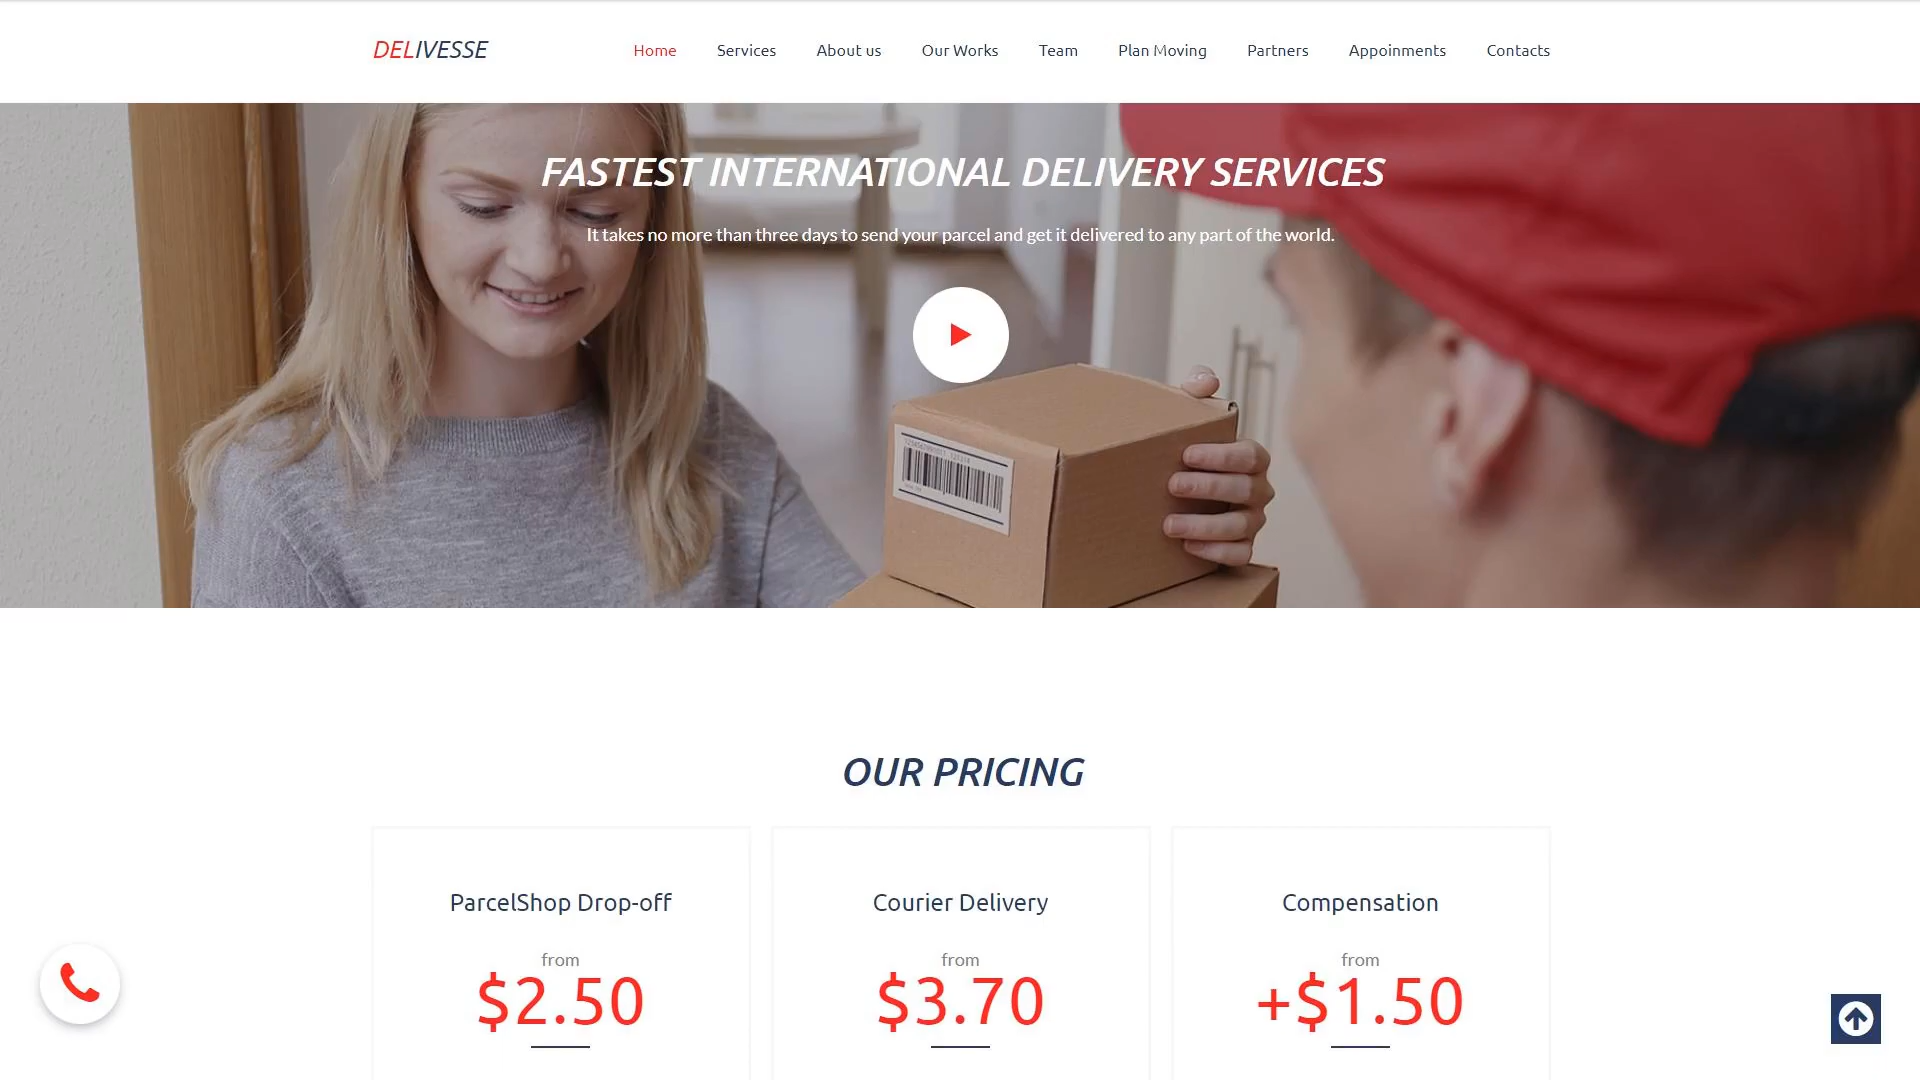 DELIVESSE
Home Services About us Our Works Team Plan Moving Partners Appoinments Contacts
FASTEST INTERNATIONAL DELIVERY SERVICES
It takes no more than three days to send your parcel and get it delivered to any part of the world.
OUR PRICING
ParcelShop Drop-off
from
$2.50
Courier Delivery
from
$3.70
Compensation
from
+$1.50